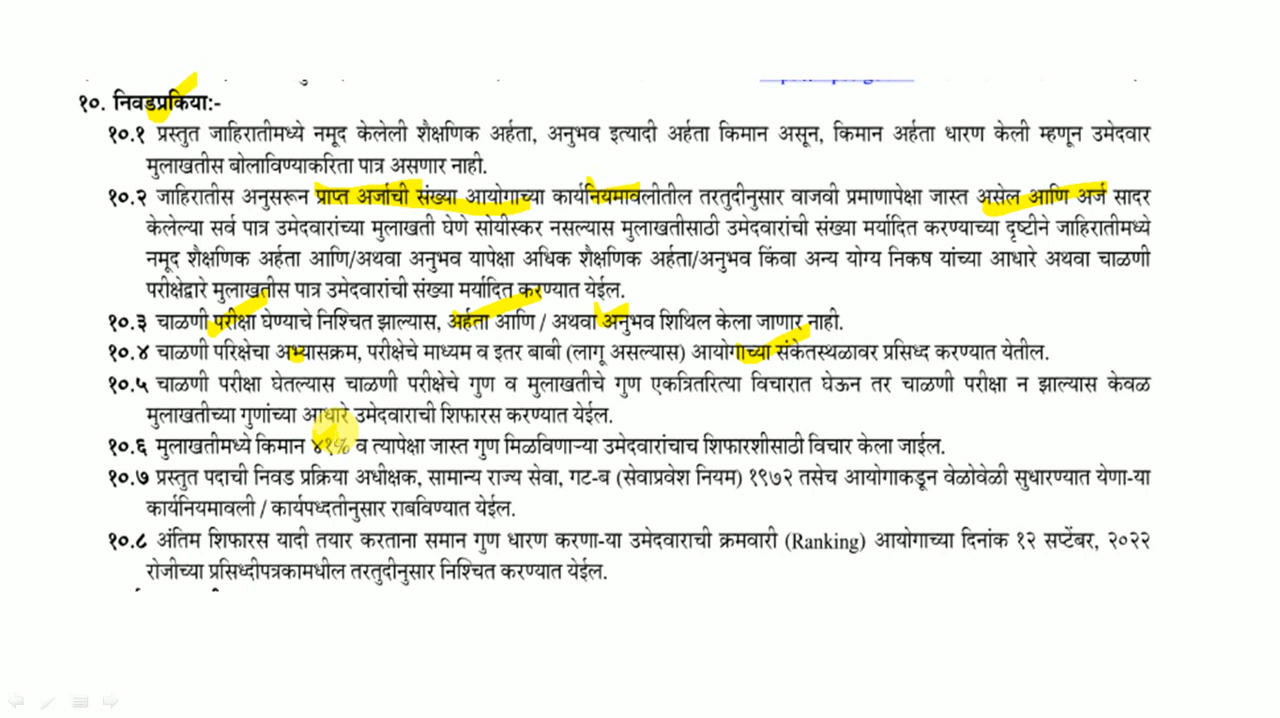 १०. निवडप्रकिया:-
१०.१ प्रस्तुत जाहिरातीमध्ये नमूद केलेली शैक्षणिक अर्हता, अनुभव इत्यादी अर्हता किमान असून, किमान अर्हता धारण केली म्हणून उमेदवार
मुलाखतीस बोलाविण्याकरिता पात्र असणार नाही.
१०.२ जाहिरातीस अनुसरून प्राप्त अर्जाची संख्या आयोगाच्या कार्यनियमावलीतील तरतुदीनुसार वाजवी प्रमाणापेक्षा जास्त असेल आणि अर्ज सादर
केलेल्या सर्व पात्र उमेदवारांच्या मुलाखती घेणे सोयीस्कर नसल्यास मुलाखतीसाठी उमेदवारांची संख्या मर्यादित करण्याच्या दृष्टीने जाहिरातीमध्ये
नमूद शैक्षणिक अर्हता आणि/अथवा अनुभव यापेक्षा अधिक शैक्षणिक अर्हता/अनुभव किंवा अन्य योग्य निकष यांच्या आधारे अथवा चाळणी
परीक्षेद्वारे मुलाखतीस पात्र उमेदवारांची संख्या मर्यादित करण्यात येईल.
१०.३ चाळणी परीक्षा घेण्याचे निश्चित झाल्यास, अर्हता आणि / अथवा अनुभव शिथिल केला जाणार नाही.
१०.४ चाळणी परिक्षेचा अभ्यासक्रम, परीक्षेचे माध्यम व इतर बाबी (लागू असल्यास) आयोगाच्या संकेतस्थळावर प्रसिध्द करण्यात येतील.
१०.५ चाळणी परीक्षा घेतल्यास चाळणी परीक्षेचे गुण व मुलाखतीचे गुण एकत्रितरित्या विचारात घेऊन तर चाळणी परीक्षा न झाल्यास केवळ
मुलाखतीच्या गुणांच्या आधारे उमेदवाराची शिफारस करण्यात येईल.
१०.६ मुलाखतीमध्ये किमान ४१% व त्यापेक्षा जास्त गुण मिळविणाऱ्या उमेदवारांचाच शिफारशीसाठी विचार केला जाईल.
१०.७ प्रस्तुत पदाची निवड प्रक्रिया अधीक्षक, सामान्य राज्य सेवा, गट-ब (सेवाप्रवेश नियम) १९७२ तसेच आयोगाकडून वेळोवेळी सुधारण्यात येणा-या
कार्यनियमावली / कार्यपध्दतीनुसार राबविण्यात येईल.
१०.८ अंतिम शिफारस यादी तयार करताना समान गुण धारण करणा-या उमेदवाराची क्रमवारी (Ranking) आयोगाच्या दिनांक १२ सप्टेंबर, २०२२
रोजीच्या प्रसिध्दीपत्रकामधील तरतुदीनुसार निश्चित करण्यात येईल.